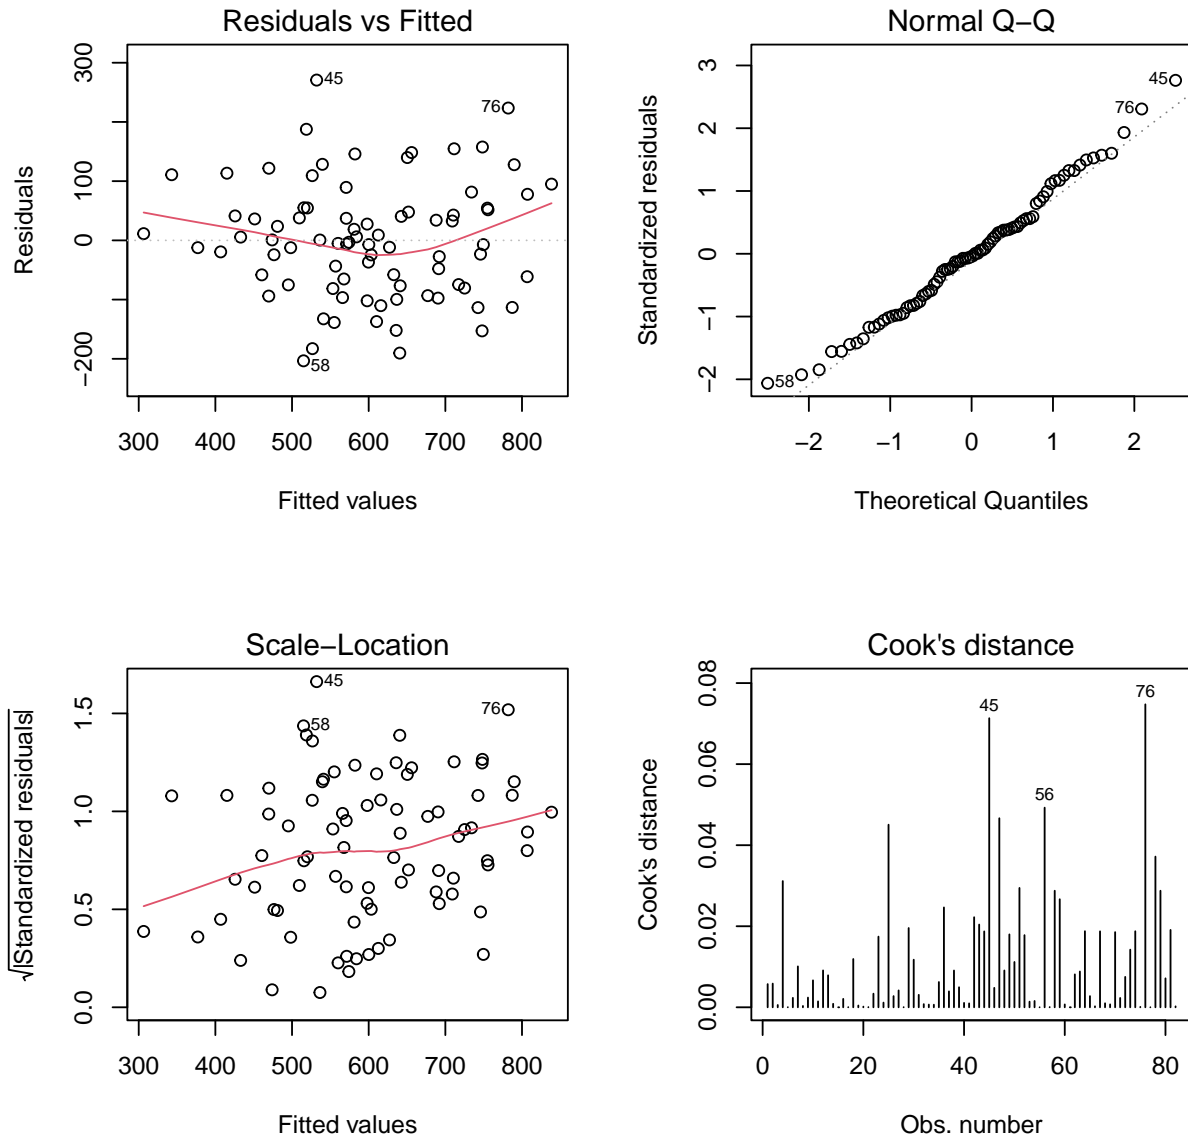 Residuals vs Fitted
300
100
0
−200
Residuals
45
76
58
300 400 500 600 700 800
Fitted values
Normal Q−Q
3
2
1
0
−1
−2
Standardized residuals
45
76
58
−2 −1 0 1 2
Theoretical Quantiles
Scale−Location
1.5
1.0
0.5
0.0
√|Standardized residuals|
45
76
58
300 400 500 600 700 800
Fitted values
Cook's distance
0.08
0.06
0.04
0.02
0.00
Cook's distance
76
45
56
0 20 40 60 80
Obs. number